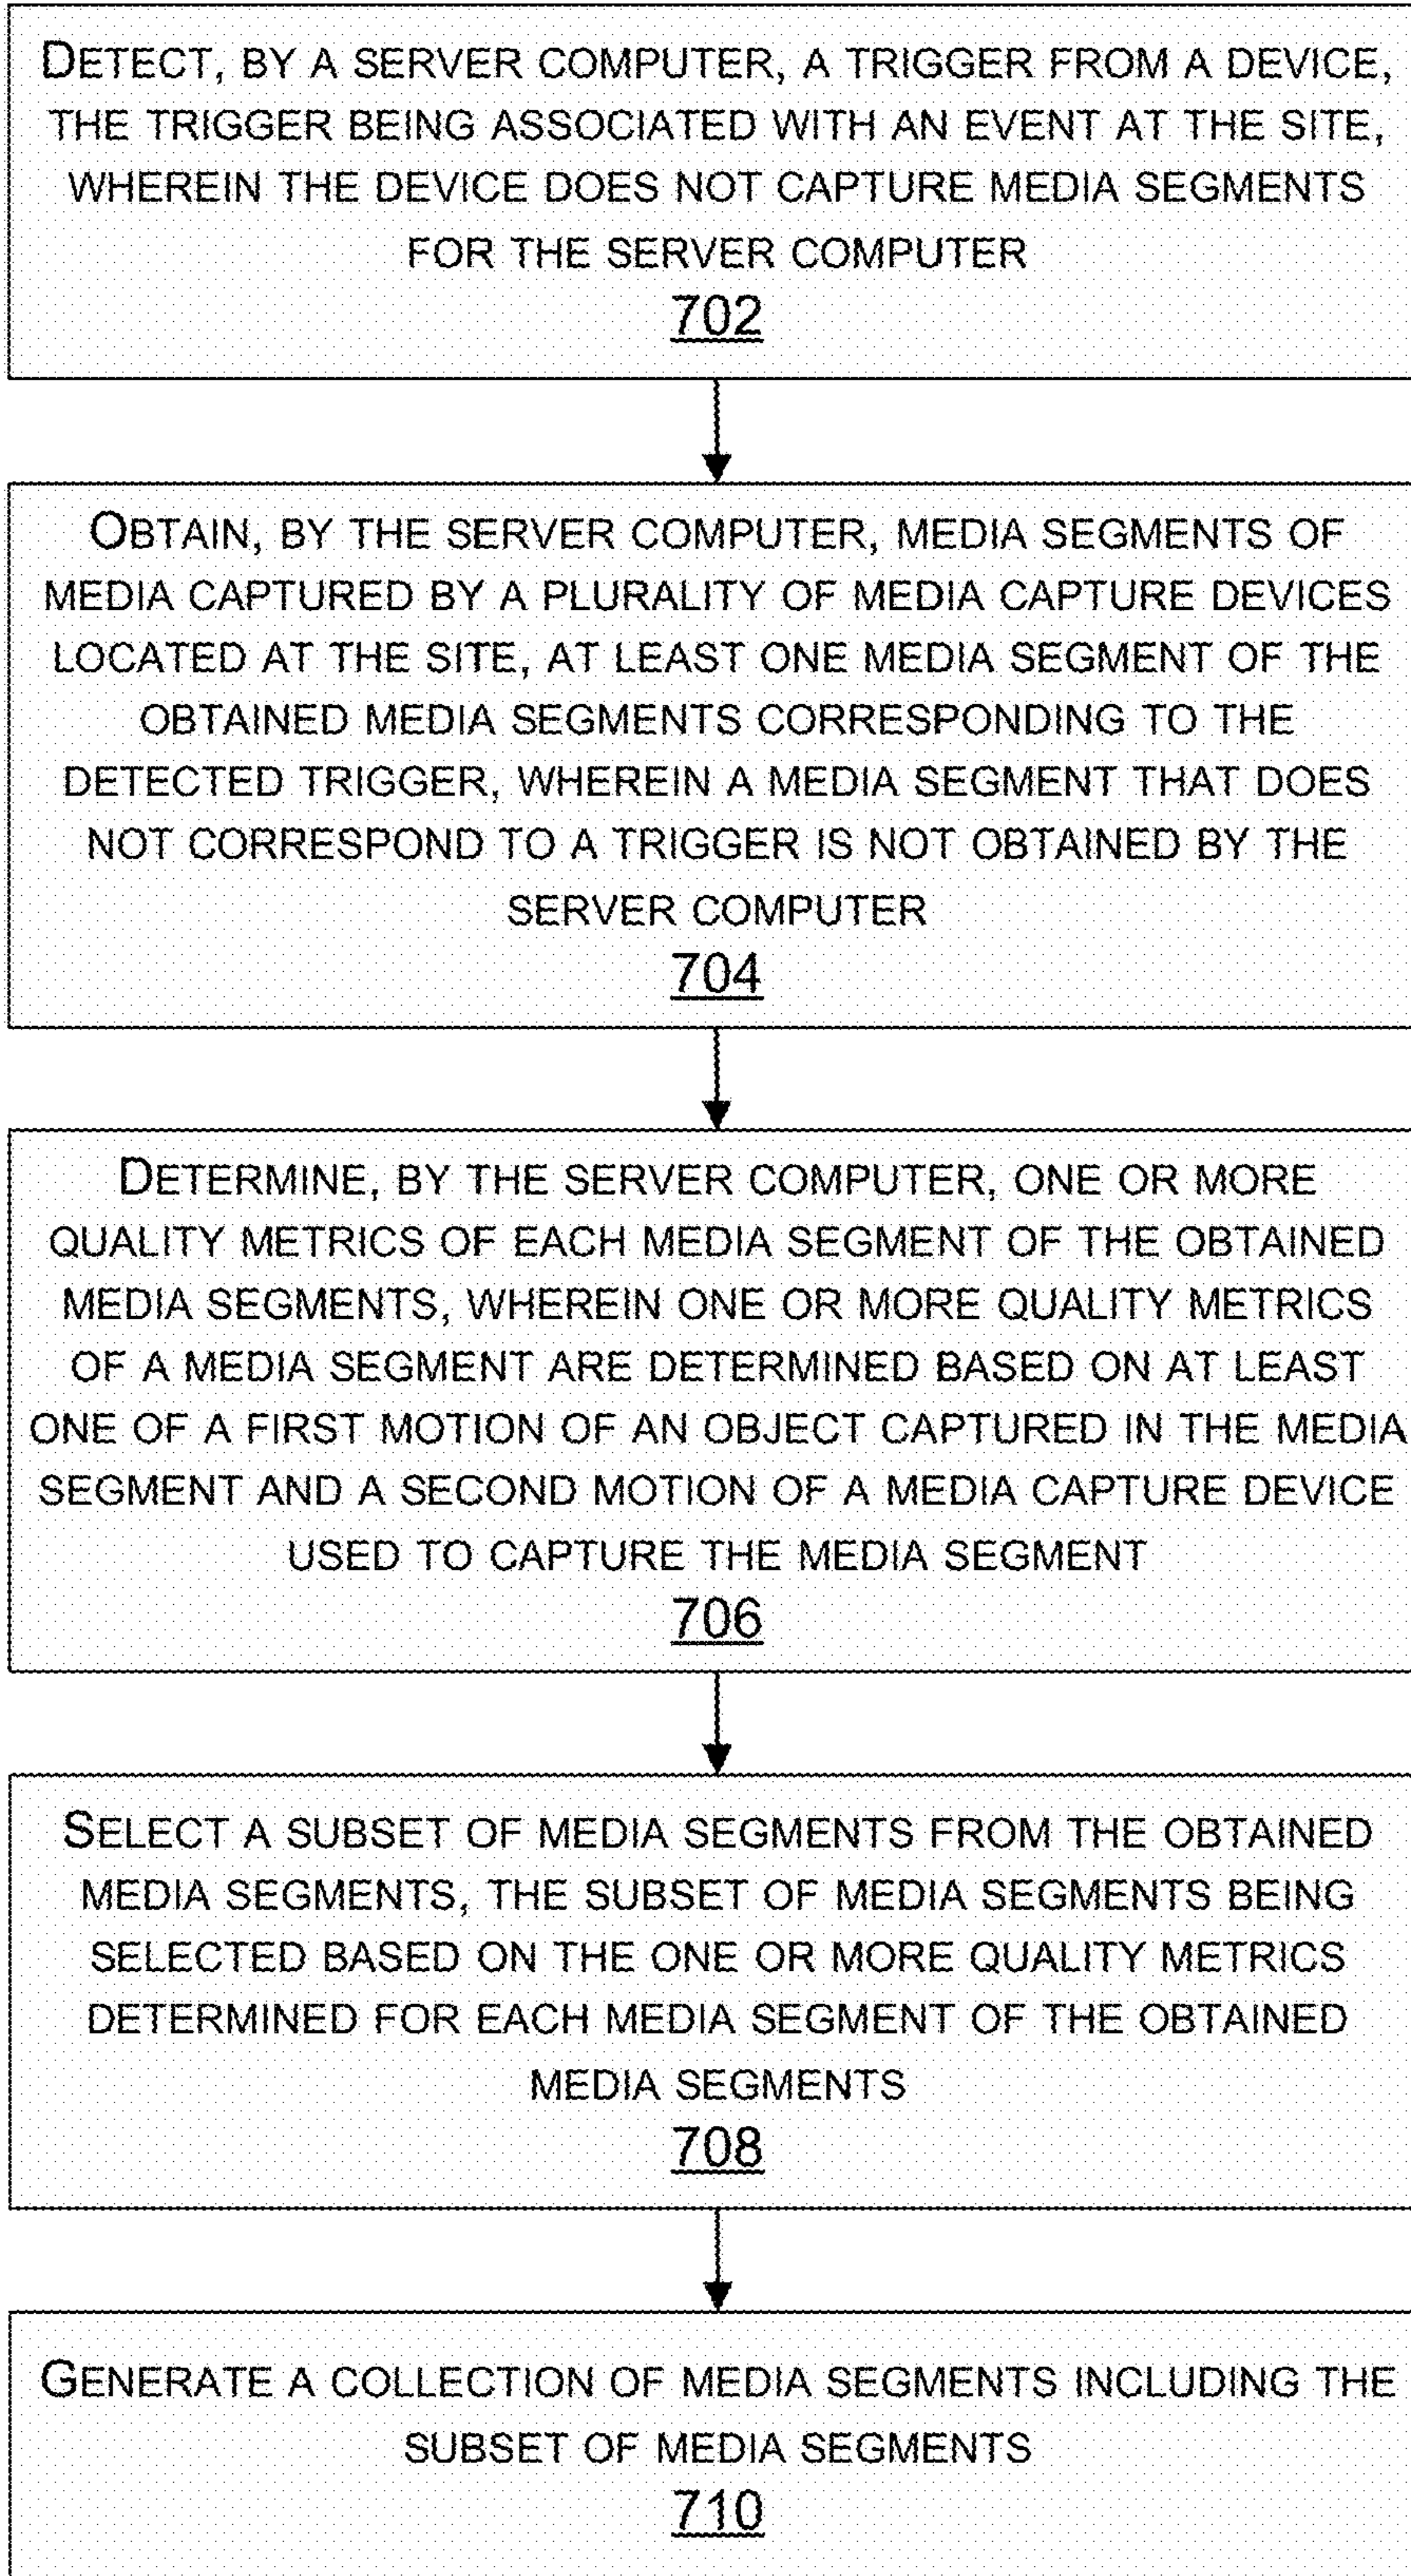 DETECT, BY A SERVER COMPUTER, A TRIGGER FROM A DEVICE,
THE TRIGGER BEING ASSOCIATED WITH AN EVENT AT THE SITE,
WHEREIN THE DEVICE DOES NOT CAPTURE MEDIA SEGMENTS
FOR THE SERVER COMPUTER
702
OBTAIN, BY THE SERVER COMPUTER, MEDIA SEGMENTS OF
MEDIA CAPTURED BY A PLURALITY OF MEDIA CAPTURE DEVICES
LOCATED AT THE SITE, AT LEAST ONE MEDIA SEGMENT OF THE
OBTAINED MEDIA SEGMENTS CORRESPONDING TO THE
DETECTED TRIGGER, WHEREIN A MEDIA SEGMENT THAT DOES
NOT CORRESPOND TO A TRIGGER IS NOT OBTAINED BY THE
SERVER COMPUTER
704
DETERMINE, BY THE SERVER COMPUTER, ONE OR MORE
QUALITY METRICS OF EACH MEDIA SEGMENT OF THE OBTAINED
MEDIA SEGMENTS, WHEREIN ONE OR MORE QUALITY METRICS
OF A MEDIA SEGMENT ARE DETERMINED BASED ON AT LEAST
ONE OF A FIRST MOTION OF AN OBJECT CAPTURED IN THE MEDIA
SEGMENT AND A SECOND MOTION OF A MEDIA CAPTURE DEVICE
USED TO CAPTURE THE MEDIA SEGMENT
706
SELECT A SUBSET OF MEDIA SEGMENTS FROM THE OBTAINED
MEDIA SEGMENTS, THE SUBSET OF MEDIA SEGMENTS BEING
SELECTED BASED ON THE ONE OR MORE QUALITY METRICS
DETERMINED FOR EACH MEDIA SEGMENT OF THE OBTAINED
MEDIA SEGMENTS
708
GENERATE A COLLECTION OF MEDIA SEGMENTS INCLUDING THE
SUBSET OF MEDIA SEGMENTS
710